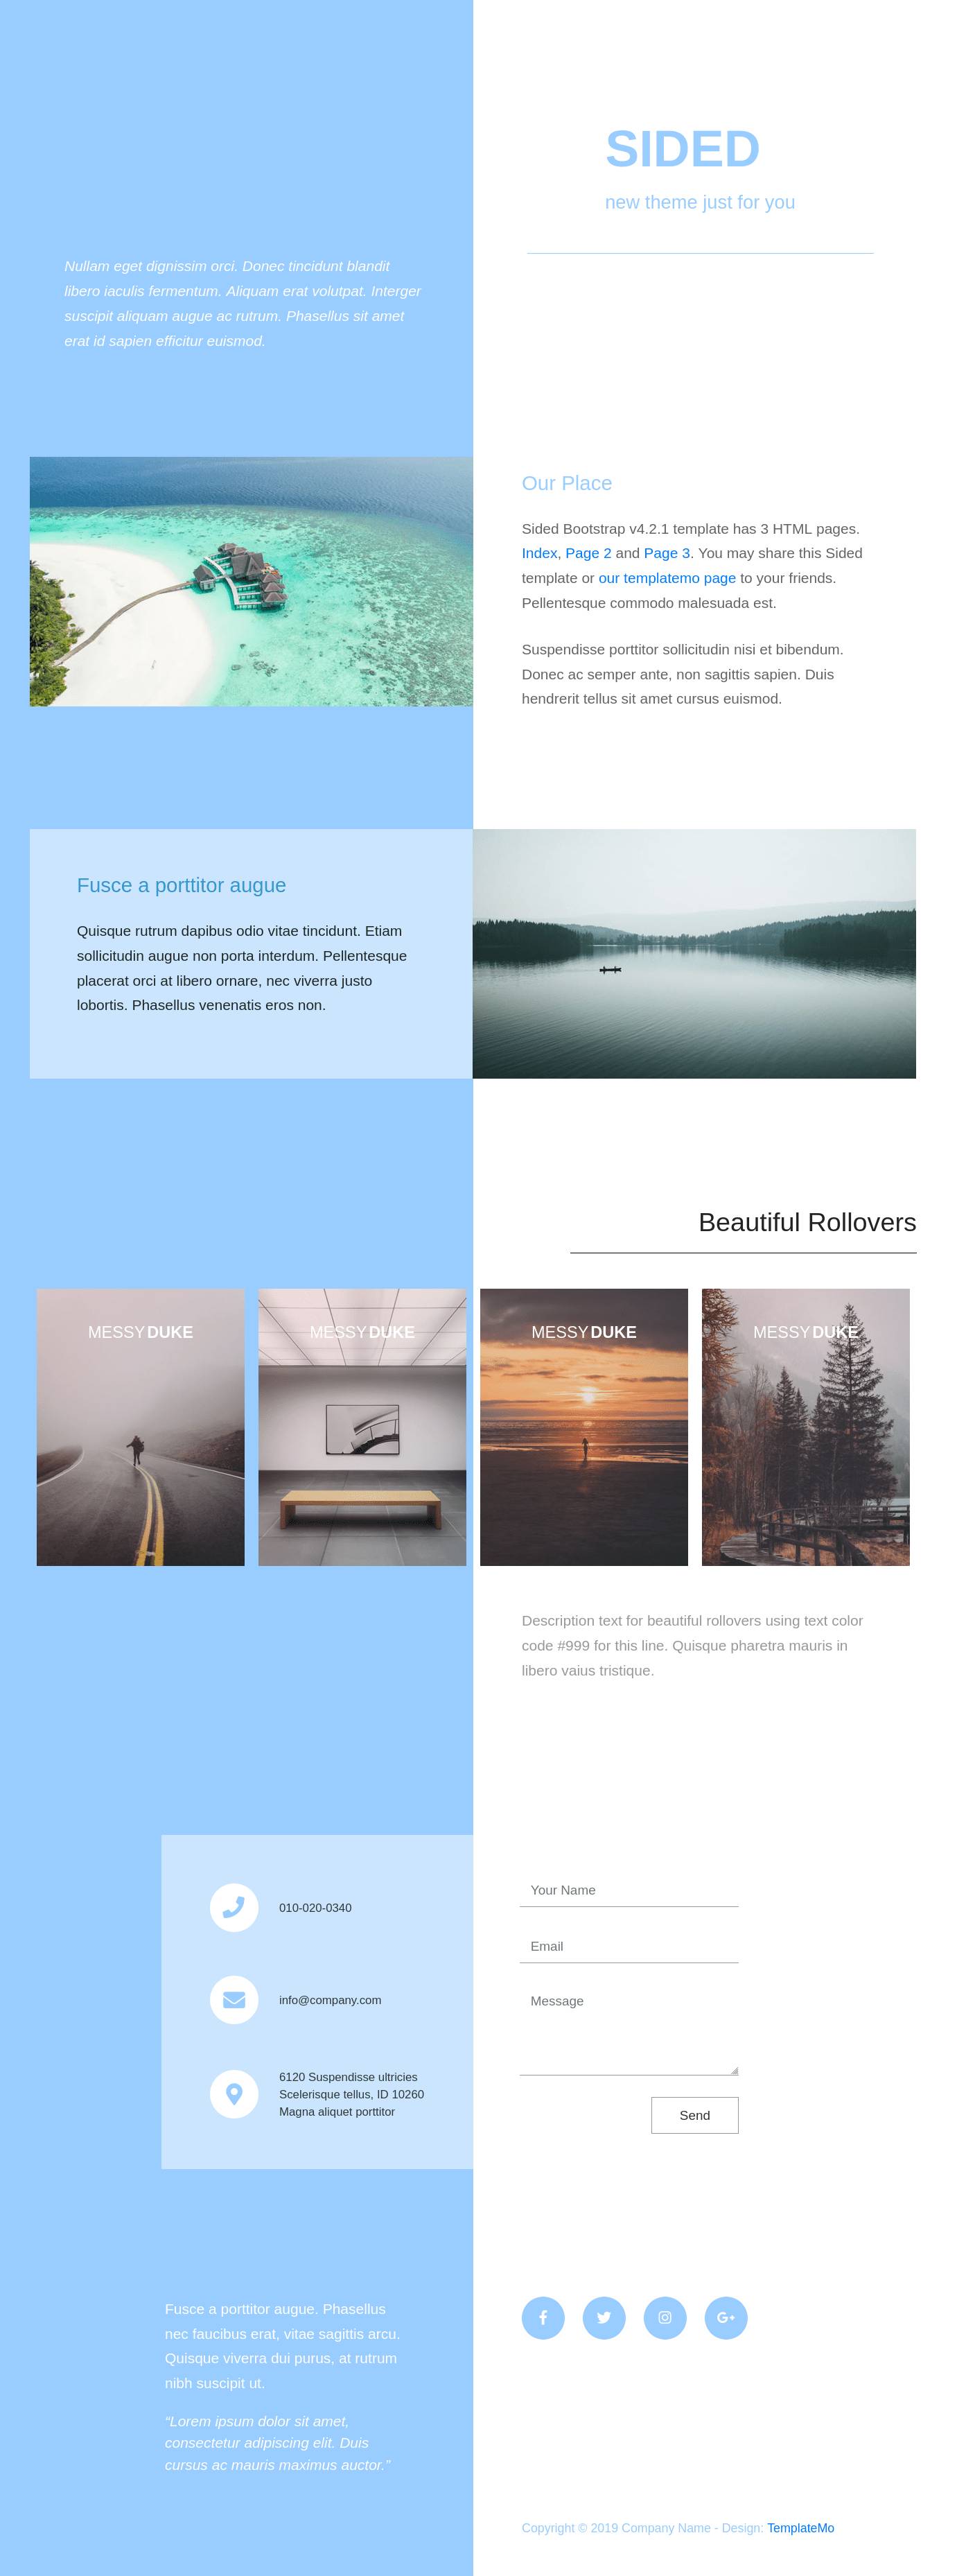 SIDED
new theme just for you
Nullam eget dignissim orci. Donec tincidunt blandit
libero iaculis fermentum. Aliquam erat volutpat. Interger
suscipit aliquam augue ac rutrum. Phasellus sit amet
erat id sapien efficitur euismod.
Our Place
Sided Bootstrap v4.2.1 template has 3 HTML pages.
Index, Page 2 and Page 3. You may share this Sided
template or our templatemo page to your friends.
Pellentesque commodo malesuada est.
Suspendisse porttitor sollicitudin nisi et bibendum.
Donec ac semper ante, non sagittis sapien. Duis
hendrerit tellus sit amet cursus euismod.
Fusce a porttitor augue
Quisque rutrum dapibus odio vitae tincidunt. Etiam
sollicitudin augue non porta interdum. Pellentesque
placerat orci at libero ornare, nec viverra justo
lobortis. Phasellus venenatis eros non.
Beautiful Rollovers
MESSY DUKE
MESSY DUKE
MESSY DUKE
MESSY DUKE
Description text for beautiful rollovers using text color
code #999 for this line. Quisque pharetra mauris in
libero vaius tristique.
010-020-0340
info@company.com
6120 Suspendisse ultricies
Scelerisque tellus, ID 10260
Magna aliquet porttitor
Your Name
Email
Message
Send
Fusce a porttitor augue. Phasellus
nec faucibus erat, vitae sagittis arcu.
Quisque viverra dui purus, at rutrum
nibh suscipit ut.
“Lorem ipsum dolor sit amet,
consectetur adipiscing elit. Duis
cursus ac mauris maximus auctor.”
Copyright © 2019 Company Name - Design: TemplateMo